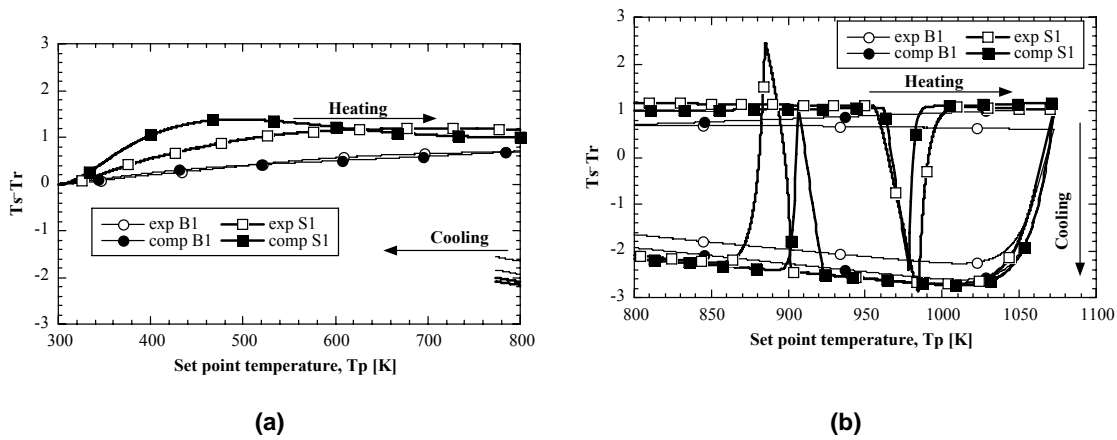 3
2
1
0
-1
-2
-3
Ts-Tr
Heating
exp B1
comp B1
exp S1
comp S1
Cooling
300 400 500 600 700 800
Set point temperature, Tp [K]
(a)
exp B1
comp B1
exp S1
comp S1
3
2
1
0
-1
-2
-3
Ts-Tr
Heating
Cooling
800 850 900 950 1000 1050 1100
Set point temperature, Tp [K]
(b)